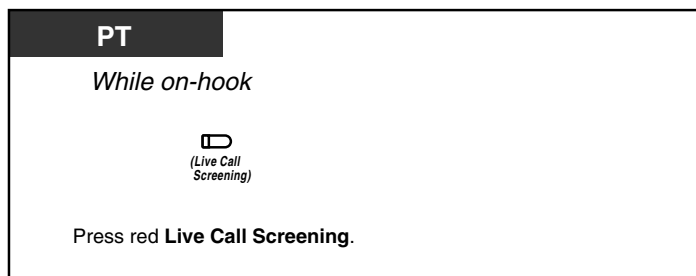 PT
While on-hook
(Live Call
Screening)
Press red Live Call Screening.